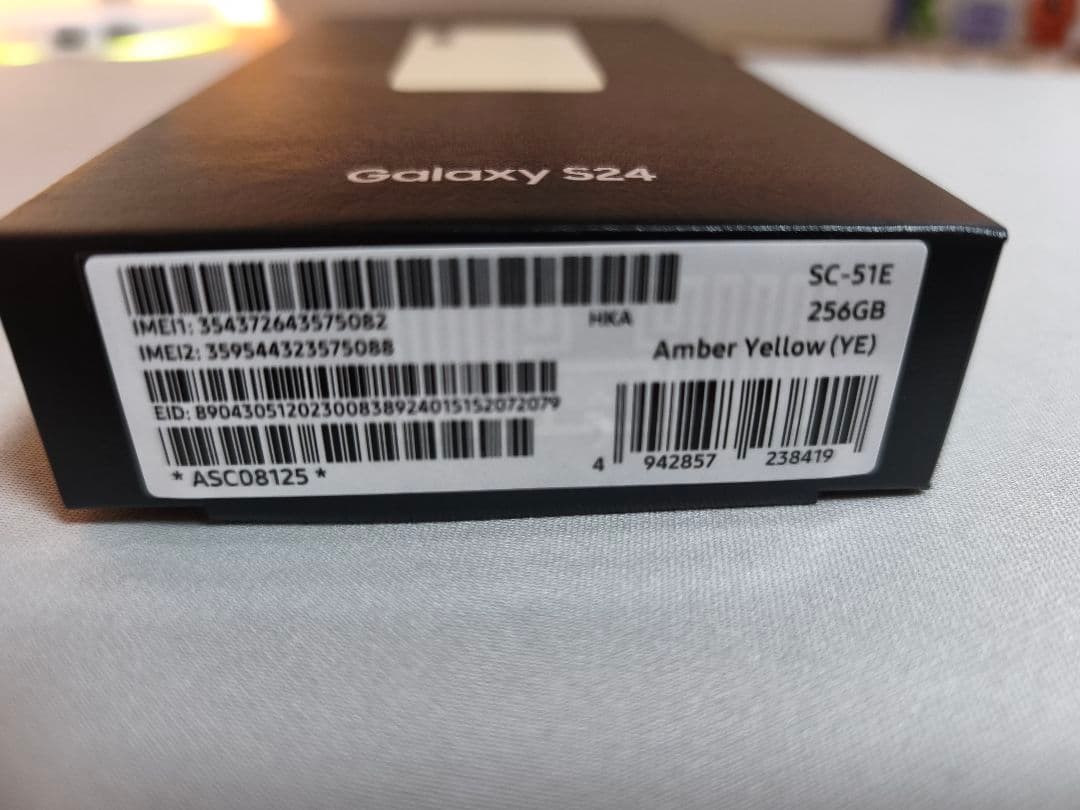 Galaxy S24
SC-51E
256GB
IMEI1: 354372643575082
HKA
IMEI2: 359544323575088
Amber Yellow (YE)
EID: 89043051202300838924015152072079
* ASC08125 *
4 942857 238419